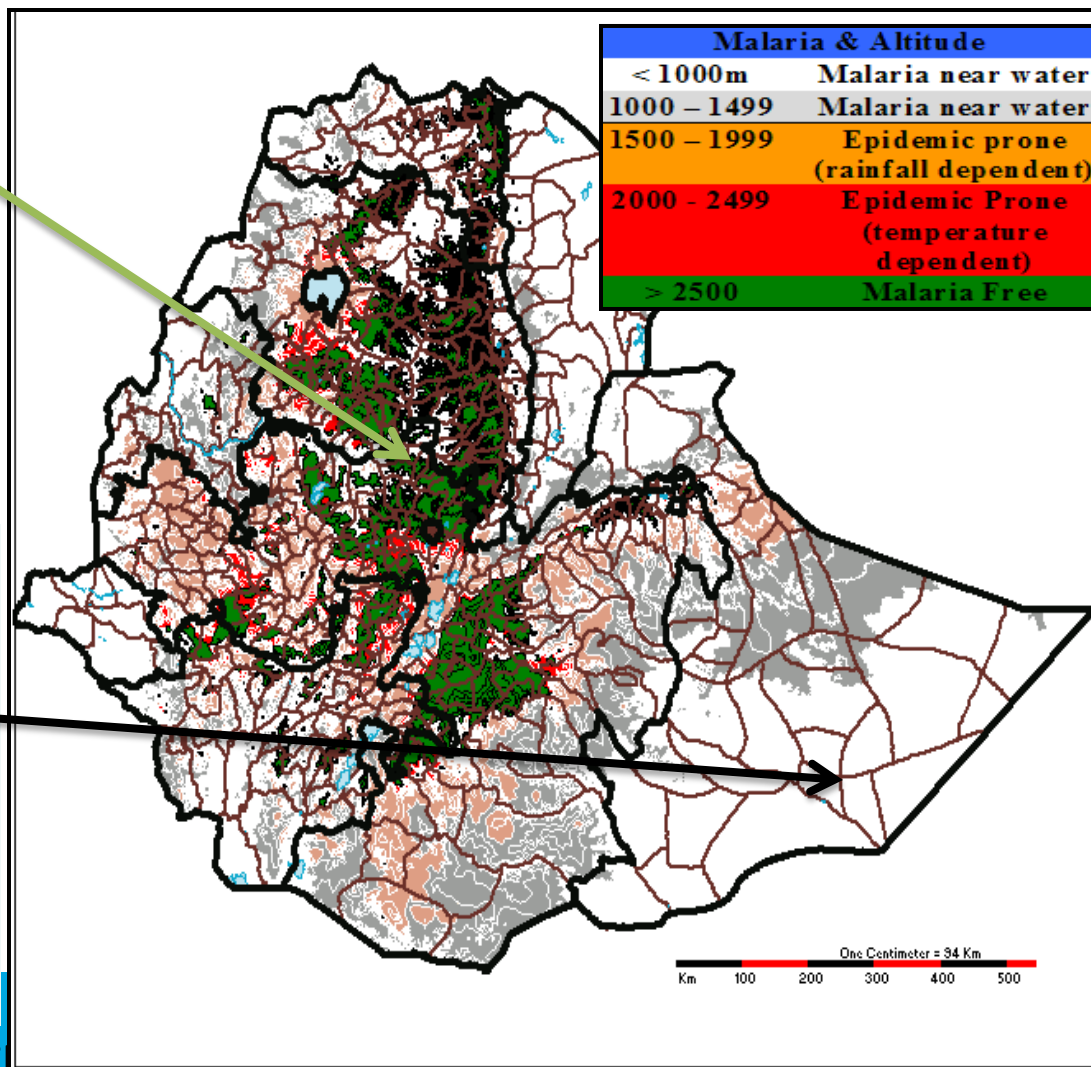 Malaria & Altitude
< 1000m Malaria near water
1000 – 1499 Malaria near water
1500 – 1999 Epidemic prone
(rainfall dependent)
2000 - 2499 Epidemic Prone
(temperature
dependent)
> 2500 Malaria Free
One Centimeter = 94 Km
Km 100 200 300 400 500